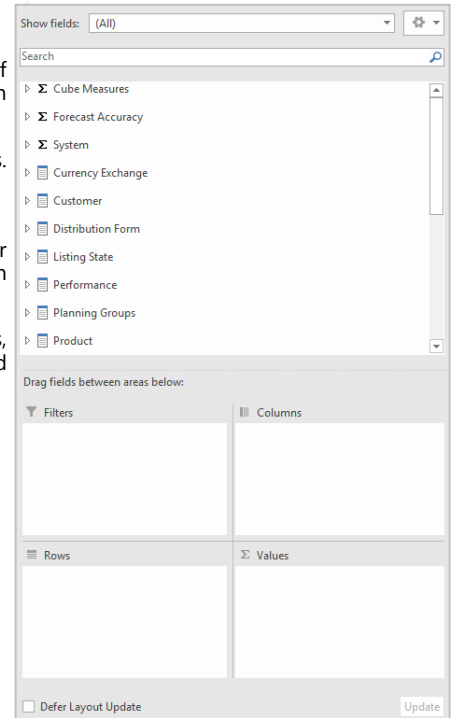 Show fields: (All)
Search
f
n
Σ Cube Measures
Σ Forecast Accuracy
Σ System
s.
Currency Exchange
Customer
Distribution Form
r
n
Listing State
Performance
Planning Groups
s,
d
Product
Drag fields between areas below:
Filters
Columns
Rows
Σ Values
Defer Layout Update
Update